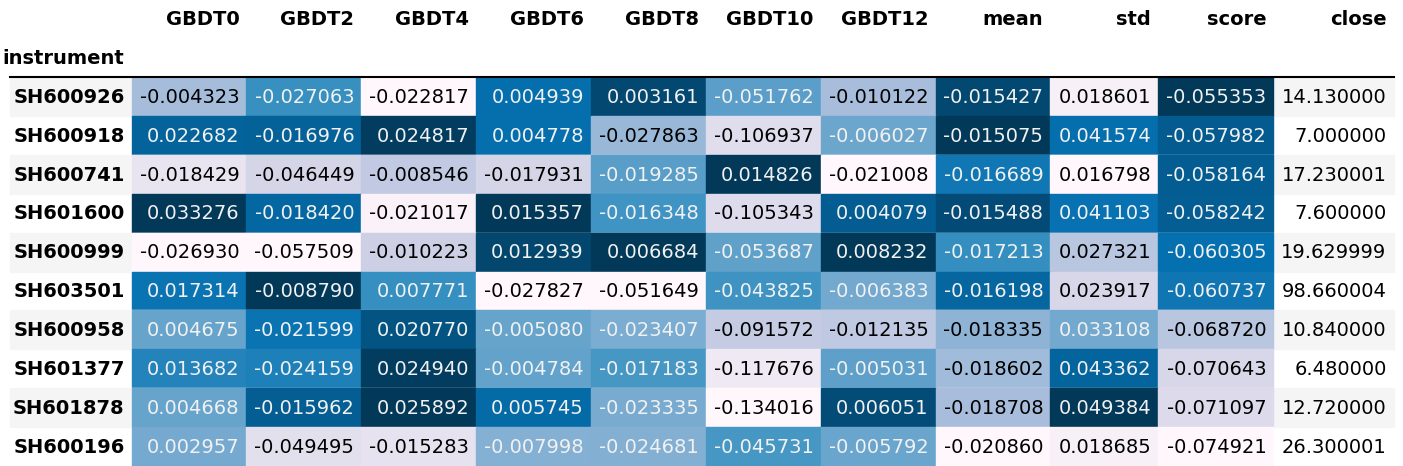 GBDT0 GBDT2 GBDT4 GBDT6 GBDT8 GBDT10 GBDT12 mean std score close
instrument
SH600926 -0.004323 -0.027063 -0.022817 0.004939 0.003161 -0.051762 -0.010122 -0.015427 0.018601 -0.055353 14.130000
SH600918 0.022682 -0.016976 0.024817 0.004778 -0.027863 -0.106937 -0.006027 -0.015075 0.041574 -0.057982 7.000000
SH600741 -0.018429 -0.046449 -0.008546 -0.017931 -0.019285 0.014826 -0.021008 -0.016689 0.016798 -0.058164 17.230001
SH601600 0.033276 -0.018420 -0.021017 0.015357 -0.016348 -0.105343 0.004079 -0.015488 0.041103 -0.058242 7.600000
SH600999 -0.026930 -0.057509 -0.010223 0.012939 0.006684 -0.053687 0.008232 -0.017213 0.027321 -0.060305 19.629999
SH603501 0.017314 -0.008790 0.007771 -0.027827 -0.051649 -0.043825 -0.006383 -0.016198 0.023917 -0.060737 98.660004
SH600958 0.004675 -0.021599 0.020770 -0.005080 -0.023407 -0.091572 -0.012135 -0.018335 0.033108 -0.068720 10.840000
SH601377 0.013682 -0.024159 0.024940 -0.004784 -0.017183 -0.117676 -0.005031 -0.018602 0.043362 -0.070643 6.480000
SH601878 0.004668 -0.015962 0.025892 0.005745 -0.023335 -0.134016 0.006051 -0.018708 0.049384 -0.071097 12.720000
SH600196 0.002957 -0.049495 -0.015283 -0.007998 -0.024681 -0.045731 -0.005792 -0.020860 0.018685 -0.074921 26.300001